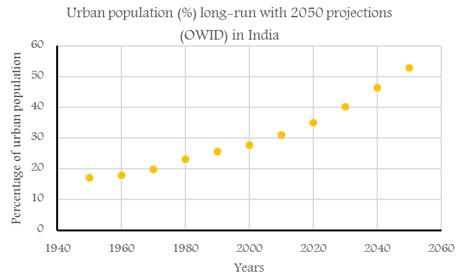 Urban population (%) long-run with 2050 projections
(OWID) in India
Percentage of urban population
60
50
40
30
20
10
0
1940 1960 1980 2000 2020 2040 2060
Years